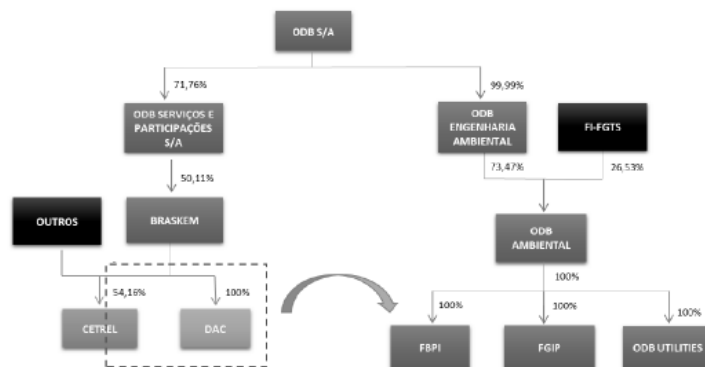 ODB S/A
71,76%
99,99%
ODB SERVIÇOS E
PARTICIPAÇÕES
S/A
ODB
ENGENHARIA
AMBIENTAL
FI-FGTS
50,11%
73,47%
26,53%
OUTROS
BRASKEM
ODB
AMBIENTAL
54,16%
100%
100%
100%
100%
100%
CETREL
DAC
FBPI
FGIP
ODB UTILITIES